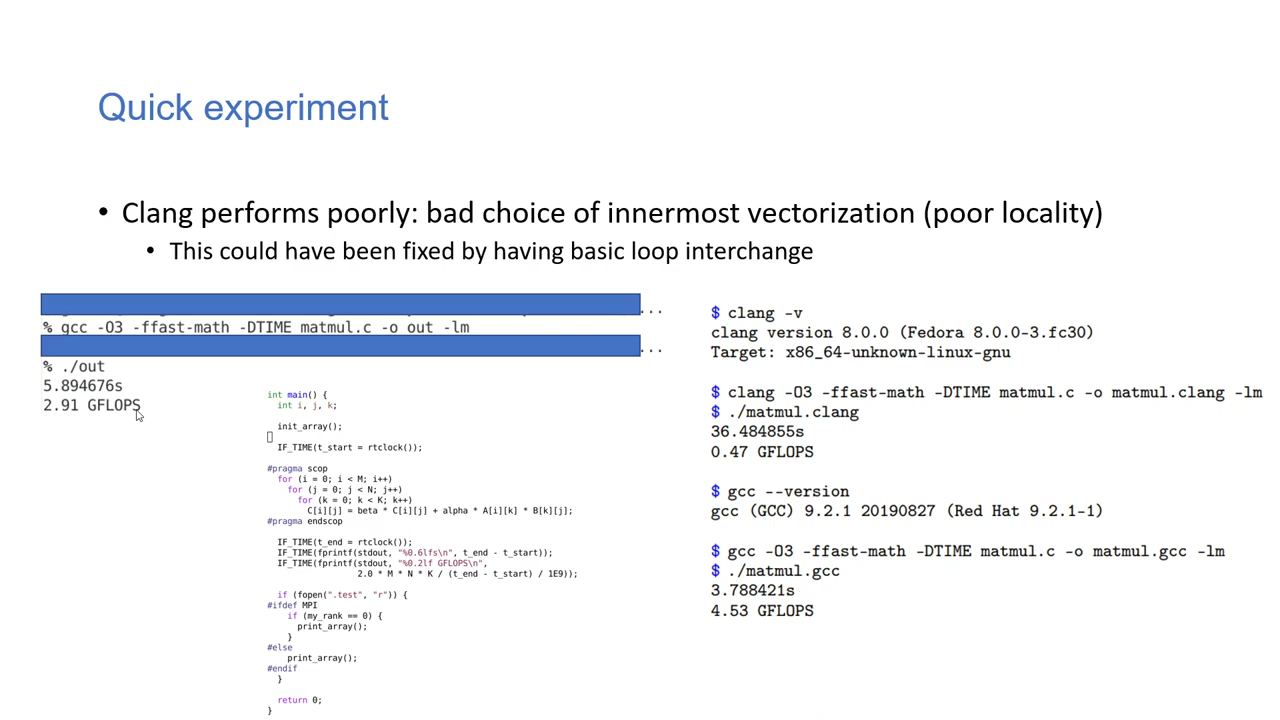 Quick experiment
• Clang performs poorly: bad choice of innermost vectorization (poor locality)
• This could have been fixed by having basic loop interchange
...
% gcc -O3 -ffast-math -DTIME matmul.c -o out -lm
...
% ./out
5.894676s
2.91 GFLOPS
int main() {
int i, j, k;
init_array();
IF_TIME(t_start = rtclock());
#pragma scop
for (i = 0; i < M; i++)
for (j = 0; j < N; j++)
for (k = 0; k < K; k++)
C[i][j] = beta * C[i][j] + alpha * A[i][k] * B[k][j];
#pragma endscop
IF_TIME(t_end = rtclock());
IF_TIME(fprintf(stdout, "%0.6lfs\n", t_end - t_start));
IF_TIME(fprintf(stdout, "%0.2lf GFLOPS\n",
2.0 * M * N * K / (t_end - t_start) / 1E9));
if (fopen(".test", "r")) {
#ifdef MPI
if (my_rank == 0) {
print_array();
}
#else
print_array();
#endif
}
return 0;
}
$ clang -v
clang version 8.0.0 (Fedora 8.0.0-3.fc30)
Target: x86_64-unknown-linux-gnu
$ clang -O3 -ffast-math -DTIME matmul.c -o matmul.clang -lm
$ ./matmul.clang
36.484855s
0.47 GFLOPS
$ gcc --version
gcc (GCC) 9.2.1 20190827 (Red Hat 9.2.1-1)
$ gcc -O3 -ffast-math -DTIME matmul.c -o matmul.gcc -lm
$ ./matmul.gcc
3.788421s
4.53 GFLOPS